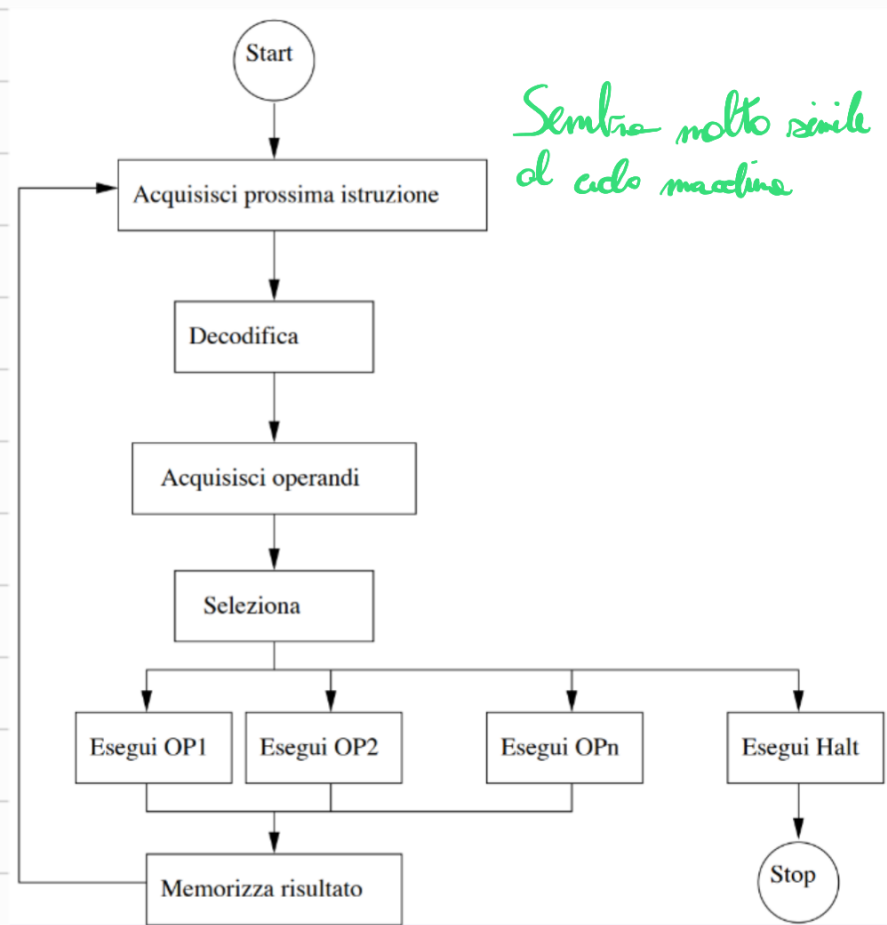 Start
Sembra molto simile
al ciclo macchina
Acquisisci prossima istruzione
Decodifica
Acquisisci operandi
Seleziona
Esegui OP1
Esegui OP2
Esegui OPn
Esegui Halt
Memorizza risultato
Stop